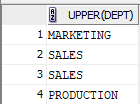 UPPER(DEPT)
1 MARKETING
2 SALES
3 SALES
4 PRODUCTION